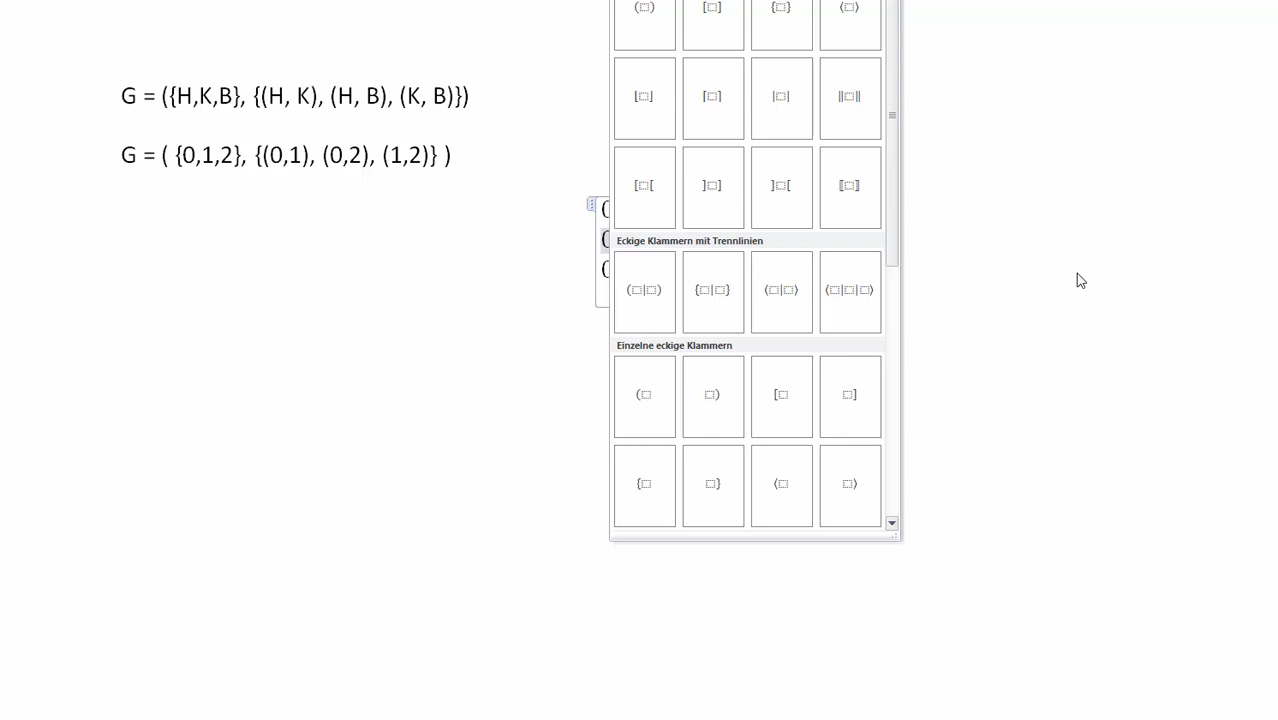 G = ({H,K,B}, {(H, K), (H, B), (K, B)})
G = ( {0,1,2}, {(0,1), (0,2), (1,2)} )
Eckige Klammern mit Trennlinien
Einzelne eckige Klammern